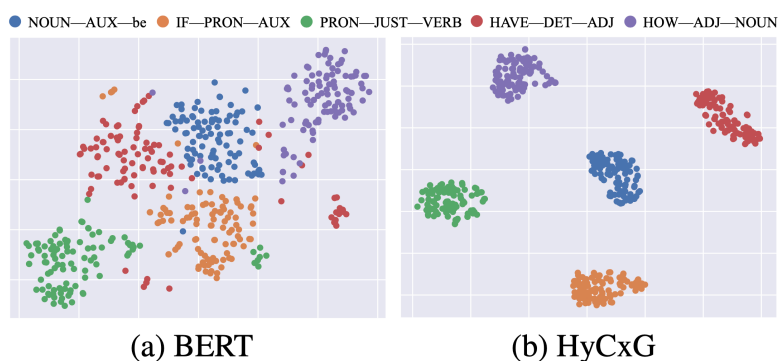 NOUN—AUX—be IF—PRON—AUX PRON—JUST—VERB HAVE—DET—ADJ HOW—ADJ—NOUN
(a) BERT (b) HyCxG